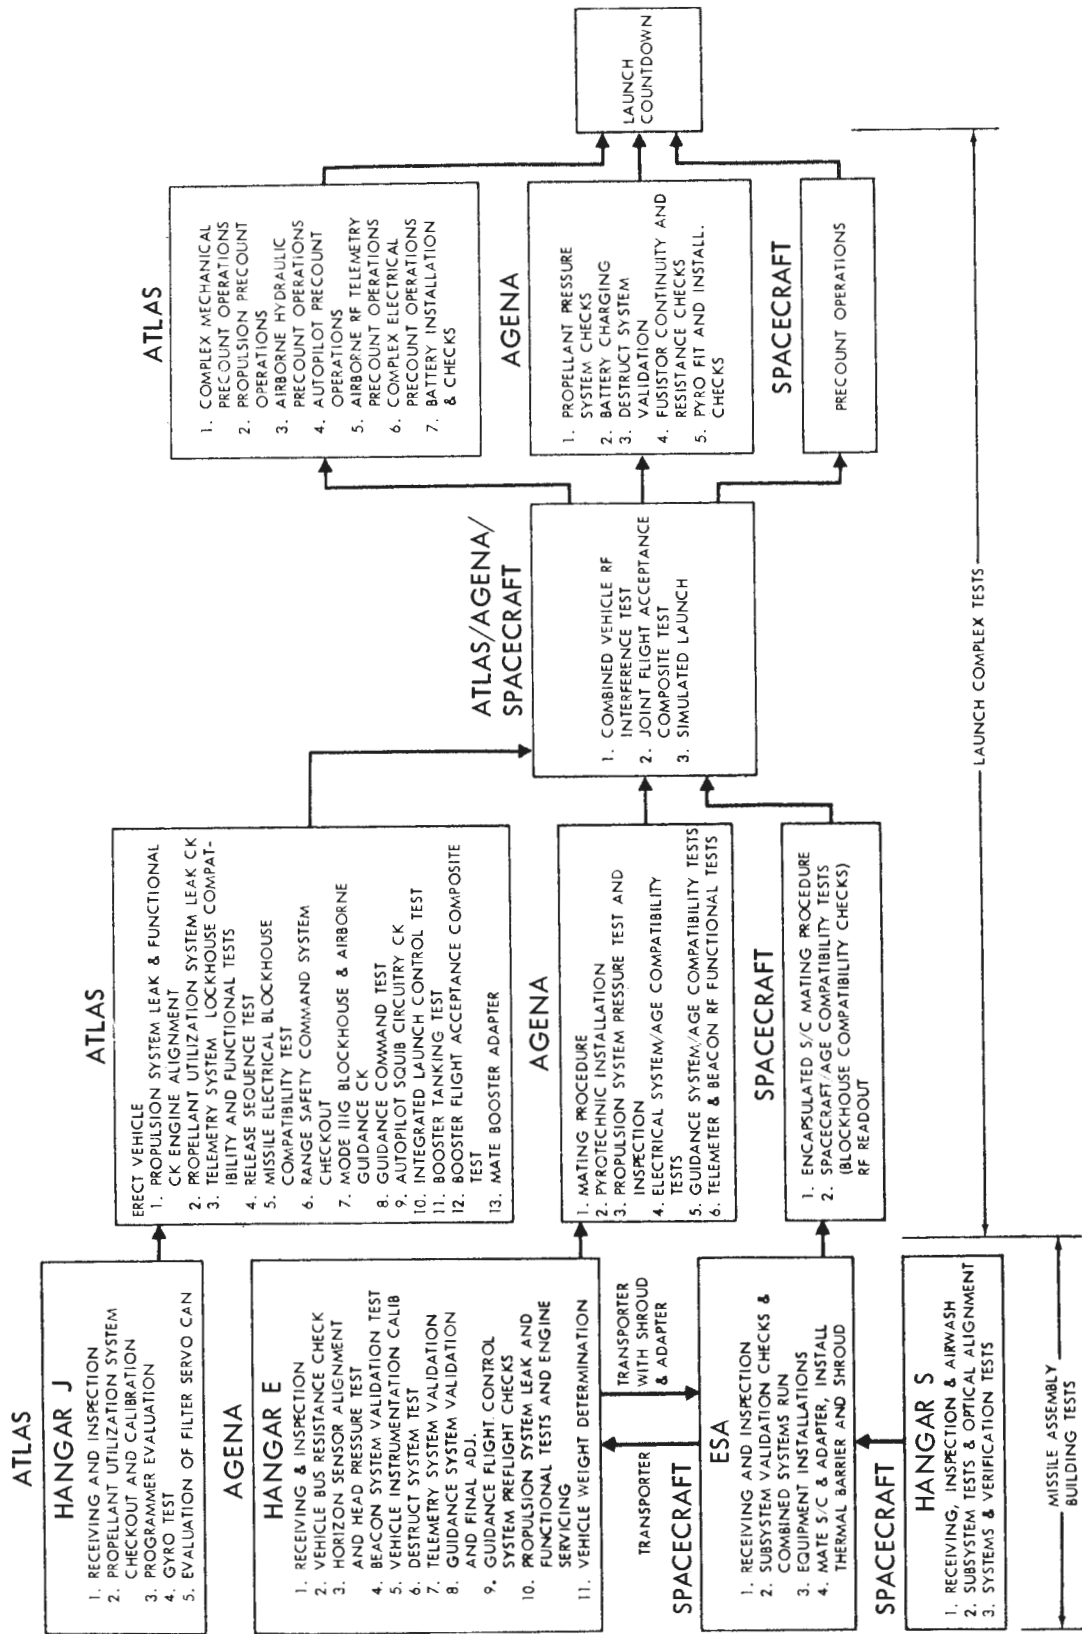 ATLAS
HANGAR J
1. RECEIVING AND INSPECTION
2. PROPELLANT UTILIZATION SYSTEM
CHECKOUT AND CALIBRATION
3. PROGRAMER EVALUATION
4. GYRO TEST
5. EVALUATION OF FILTER SERVO CAN
AGENA
HANGAR E
1. RECEIVING & INSPECTION
2. VEHICLE BUS RESISTANCE CHECK
3. HORIZON SENSOR ALIGNMENT
AND HEAD PRESSURE TEST
4. BEACON SYSTEM VALIDATION TEST
5. VEHICLE INSTRUMENTATION CALIB
6. DESTRUCT SYSTEM TEST
7. TELEMETRY SYSTEM VALIDATION
8. GUIDANCE SYSTEM VALIDATION
AND FINAL ADJ.
9. GUIDANCE FLIGHT CONTROL
SYSTEM PREFLIGHT CHECKS
10. PROPULSION SYSTEM LEAK AND
FUNCTIONAL TESTS AND ENGINE
SERVICING
11. VEHICLE WEIGHT DETERMINATION
TRANSPORTER
TRANSPORTER
WITH SHROUD
& ADAPTER
SPACECRAFT
ESA
1. RECEIVING AND INSPECTION
2. SUBSYSTEM VALIDATION CHECKS &
COMBINED SYSTEMS RUN
3. EQUIPMENT INSTALLATIONS
4. MATE S/C & ADAPTER, INSTALL
THERMAL BARRIER AND SHROUD
SPACECRAFT
HANGAR S
1. RECEIVING, INSPECTION & AIRWASH
2. SUBSYSTEM TESTS & OPTICAL ALIGNMENT
3. SYSTEMS & VERIFICATION TESTS
MISSILE ASSEMBLY
BUILDING TESTS
ATLAS
ERECT VEHICLE
1. PROPULSION SYSTEM LEAK & FUNCTIONAL
CK ENGINE ALIGNMENT
2. PROPELLANT UTILIZATION SYSTEM LEAK CK
3. TELEMETRY SYSTEM LOCKHOUSE COMPAT-
IBILITY AND FUNCTIONAL TESTS
4. RELEASE SEQUENCE TEST
5. MISSILE ELECTRICAL BLOCKHOUSE
COMPATIBILITY TEST
6. RANGE SAFETY COMMAND SYSTEM
CHECKOUT
7. MODE IIIG BLOCKHOUSE & AIRBORNE
GUIDANCE CK
8. GUIDANCE COMMAND TEST
9. AUTOPILOT SQUIB CIRCUITRY CK
10. INTEGRATED LAUNCH CONTROL TEST
11. BOOSTER TANKING TEST
12. BOOSTER FLIGHT ACCEPTANCE COMPOSITE
TEST
13. MATE BOOSTER ADAPTER
AGENA
1. MATING PROCEDURE
2. PYROTECHNIC INSTALLATION
3. PROPULSION SYSTEM PRESSURE TEST AND
INSPECTION
4. ELECTRICAL SYSTEM/AGE COMPATIBILITY
TESTS
5. GUIDANCE SYSTEM/AGE COMPATIBILITY TESTS
6. TELEMETER & BEACON RF FUNCTIONAL TESTS
SPACECRAFT
1. ENCAPSULATED S/C MATING PROCEDURE
2. SPACECRAFT/AGE COMPATIBILITY TESTS
(BLOCKHOUSE COMPATIBILITY CHECKS)
RF READOUT
ATLAS/AGENA/
SPACECRAFT
1. COMBINED VEHICLE RF
INTERFERENCE TEST
2. JOINT FLIGHT ACCEPTANCE
COMPOSITE TEST
3. SIMULATED LAUNCH
ATLAS
1. COMPLEX MECHANICAL
PRECOUNT OPERATIONS
2. PROPULSION PRECOUNT
OPERATIONS
3. AIRBORNE HYDRAULIC
PRECOUNT OPERATIONS
4. AUTOPILOT PRECOUNT
OPERATIONS
5. AIRBORNE RF TELEMETRY
PRECOUNT OPERATIONS
6. COMPLEX ELECTRICAL
PRECOUNT OPERATIONS
7. BATTERY INSTALLATION
& CHECKS
AGENA
1. PROPELLANT PRESSURE
SYSTEM CHECKS
2. BATTERY CHARGING
3. DESTRUCT SYSTEM
VALIDATION
4. FUSISTOR CONTINUITY AND
RESISTANCE CHECKS
5. PYRO FIT AND INSTALL.
CHECKS
SPACECRAFT
PRECOUNT OPERATIONS
LAUNCH
COUNTDOWN
LAUNCH COMPLEX TESTS